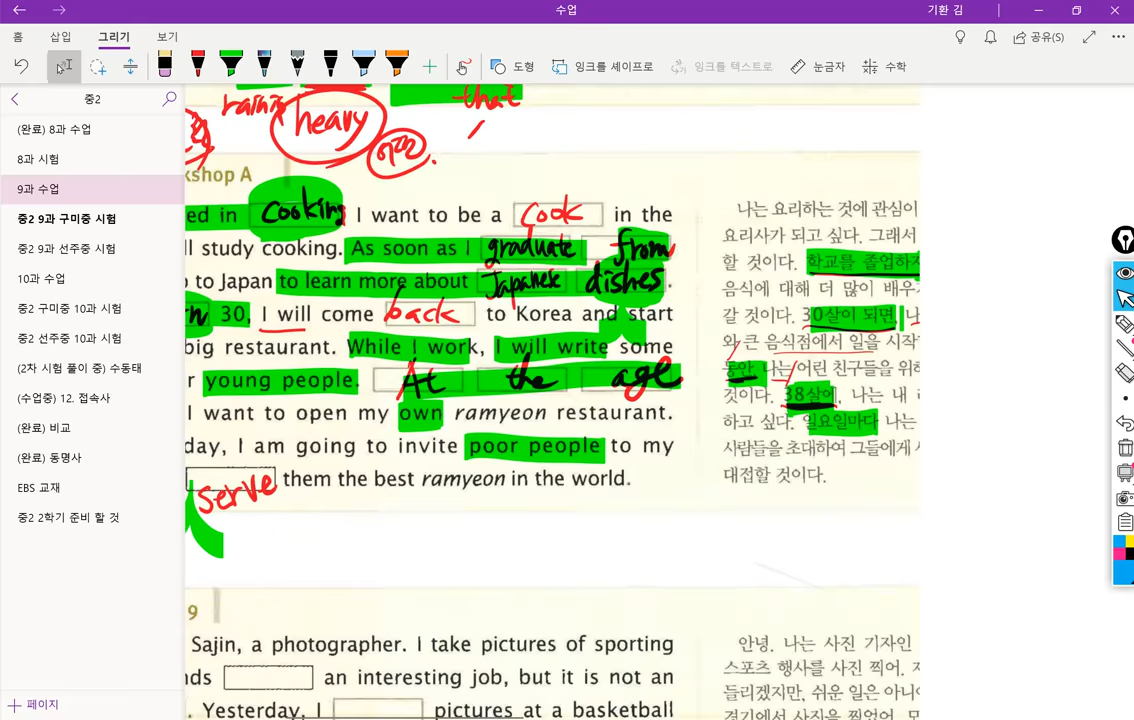 수업
기환 김
홈 삽입 그리기 보기
공유(S)
도형 잉크를 셰이프로 잉크를 텍스트로 눈금자 수학
중2
(완료) 8과 수업
8과 시험
9과 수업
중2 9과 구미중 시험
중2 9과 선주중 시험
10과 수업
중2 구미중 10과 시험
중2 선주중 10과 시험
(2차 시험 풀이 중) 수동태
(수업중) 12. 접속사
(완료) 비교
(완료) 동명사
EBS 교재
중2 2학기 준비 할 것
페이지
that
heavy
kshop A
ed in cooking I want to be a cook in the
ll study cooking. As soon as I graduate from
o to Japan to learn more about Japanese dishes.
rn 30, I will come back to Korea and start
big restaurant. While I work, I will write some
r young people. At the age
I want to open my own ramyeon restaurant.
day, I am going to invite poor people to my
serve them the best ramyeon in the world.
나는 요리하는 것에 관심이
요리사가 되고 싶다. 그래서
할 것이다. 학교를 졸업하자
음식에 대해 더 많이 배우
갈 것이다. 30살이 되면, 나
와 큰 음식점에서 일을 시작
동안, 나는 어린 친구들을 위해
것이다. 38살에, 나는 내
하고 싶다. 일요일마다 나는
사람들을 초대하여 그들에게
대접할 것이다.
9
Sajin, a photographer. I take pictures of sporting
nds an interesting job, but it is not an
. Yesterday, I pictures at a basketball
안녕. 나는 사진 기자인
스포츠 행사를 사진 찍어.
들리겠지만, 쉬운 일은 아니
경기에서 사진을 찍었어.